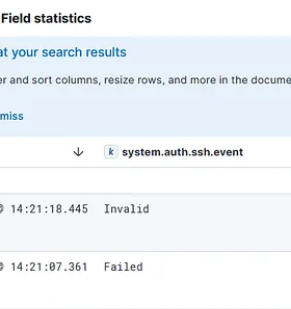 Field statistics
at your search results
er and sort columns, resize rows, and more in the docume
miss
k system.auth.ssh.event
@ 14:21:18.445 Invalid
@ 14:21:07.361 Failed